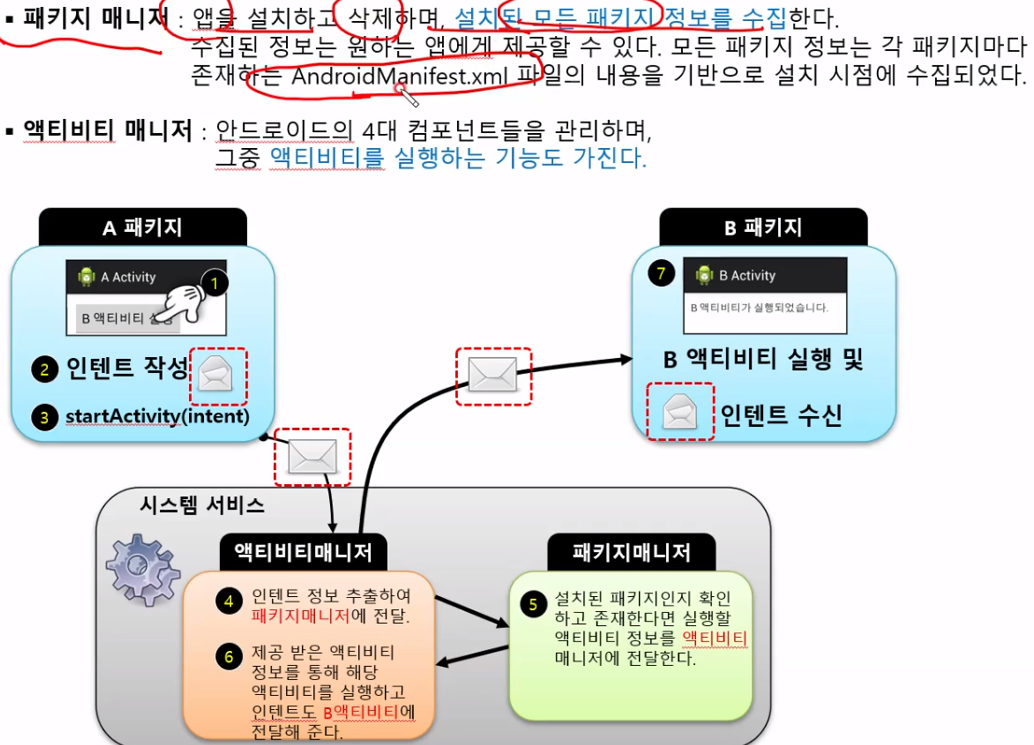 ▪ 패키지 매니저 : 앱을 설치하고 삭제하며, 설치된 모든 패키지 정보를 수집한다.
수집된 정보는 원하는 앱에게 제공할 수 있다. 모든 패키지 정보는 각 패키지마다
존재하는 AndroidManifest.xml 파일의 내용을 기반으로 설치 시점에 수집되었다.
▪ 액티비티 매니저 : 안드로이드의 4대 컴포넌트들을 관리하며,
그중 액티비티를 실행하는 기능도 가진다.
A 패키지
A Activity
1
B 액티비티
2 인텐트 작성
3 startActivity(intent)
B 패키지
7
B Activity
B 액티비티가 실행되었습니다.
B 액티비티 실행 및
인텐트 수신
시스템 서비스
액티비티매니저
4 인텐트 정보 추출하여
패키지매니저에 전달.
6 제공 받은 액티비티
정보를 통해 해당
액티비티를 실행하고
인텐트도 B액티비티에
전달해 준다.
패키지매니저
5 설치된 패키지인지 확인
하고 존재한다면 실행할
액티비티 정보를 액티비티
매니저에 전달한다.